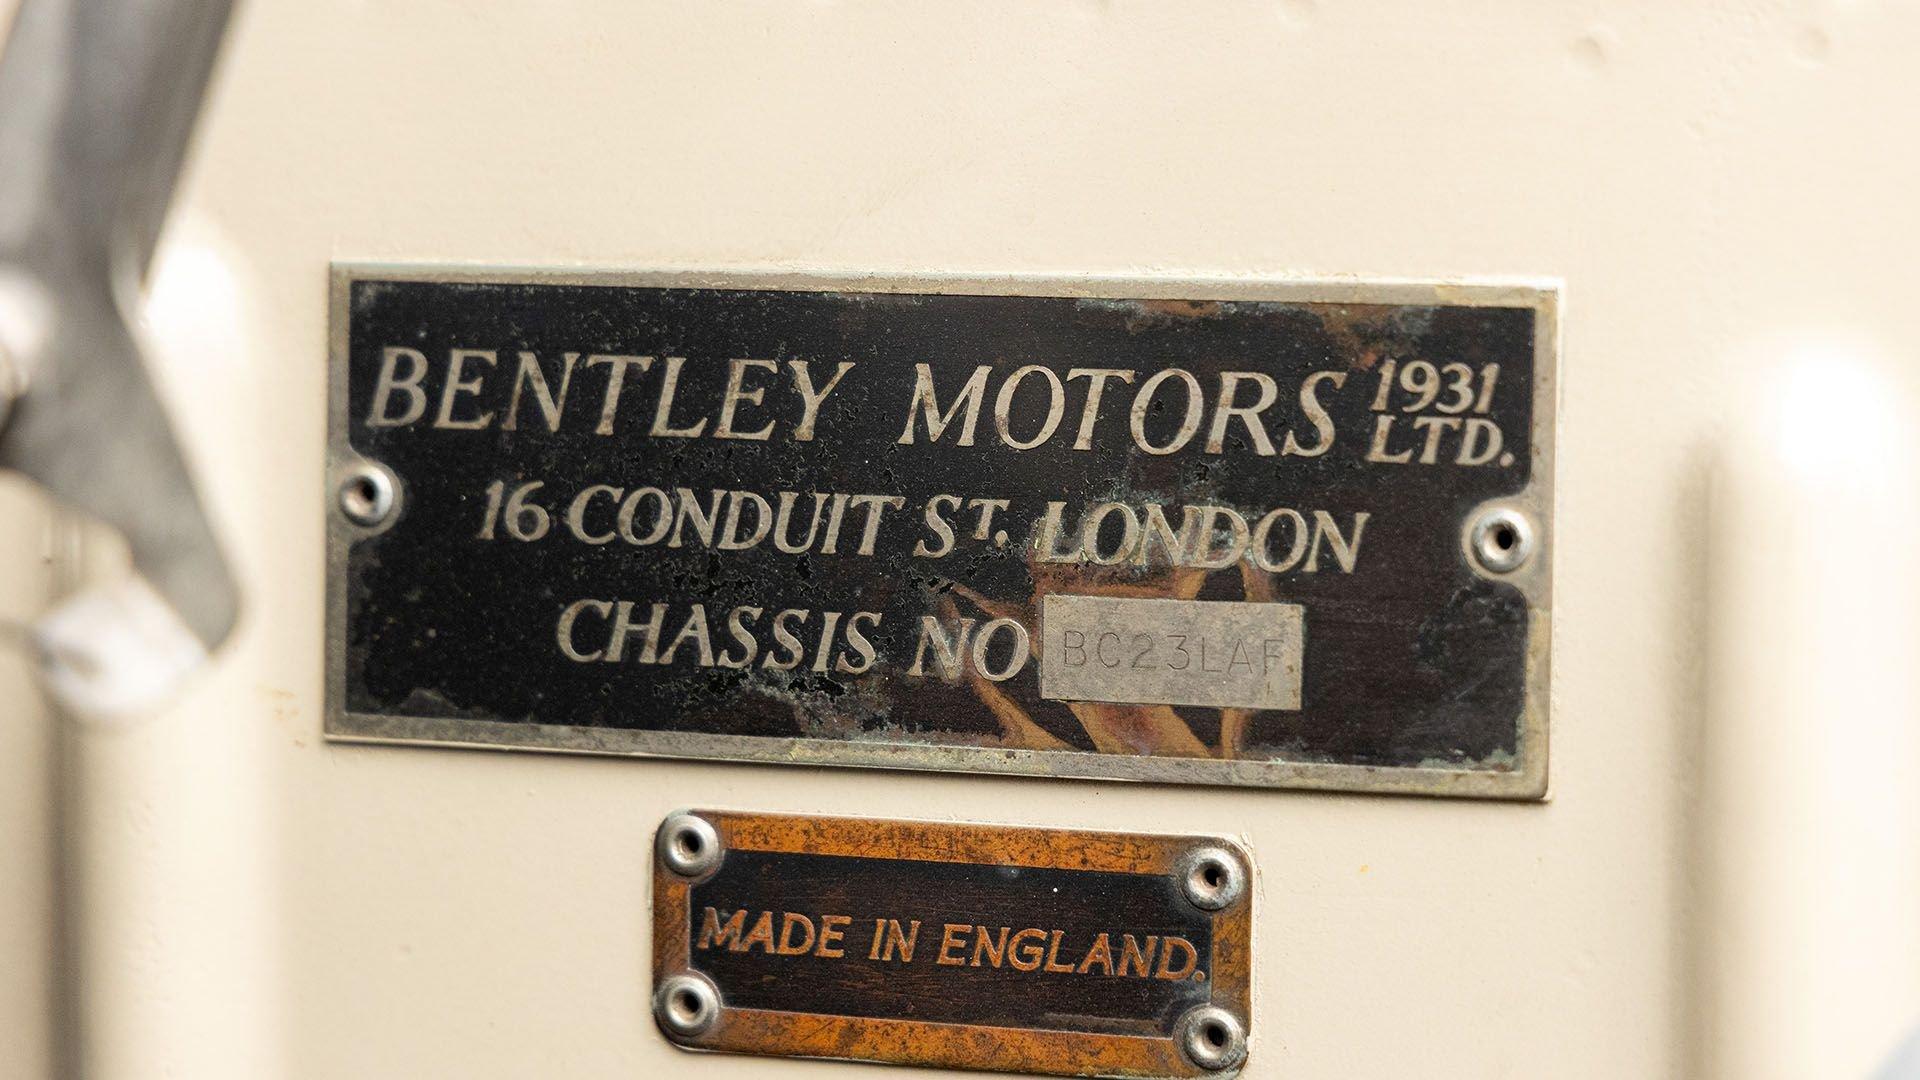 BENTLEY MOTORS 1931 LTD.
16 CONDUIT ST. LONDON
CHASSIS NO BC23LAF
MADE IN ENGLAND.